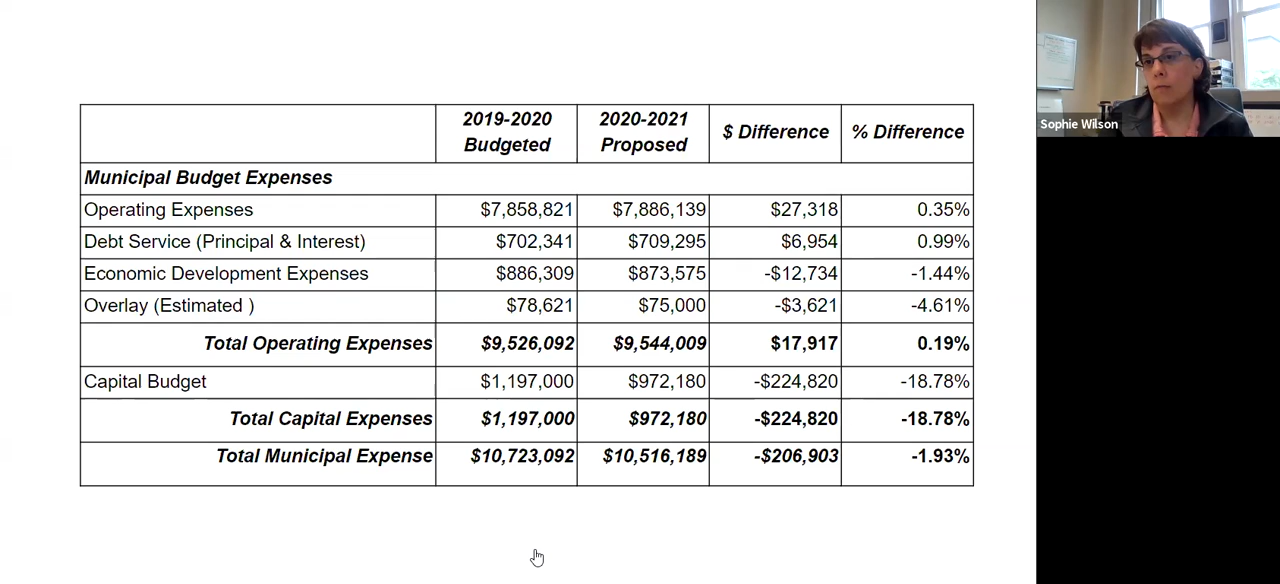 2019-2020 Budgeted 2020-2021 Proposed $ Difference % Difference
Municipal Budget Expenses
Operating Expenses $7,858,821 $7,886,139 $27,318 0.35%
Debt Service (Principal & Interest) $702,341 $709,295 $6,954 0.99%
Economic Development Expenses $886,309 $873,575 -$12,734 -1.44%
Overlay (Estimated ) $78,621 $75,000 -$3,621 -4.61%
Total Operating Expenses $9,526,092 $9,544,009 $17,917 0.19%
Capital Budget $1,197,000 $972,180 -$224,820 -18.78%
Total Capital Expenses $1,197,000 $972,180 -$224,820 -18.78%
Total Municipal Expense $10,723,092 $10,516,189 -$206,903 -1.93%
Sophie Wilson